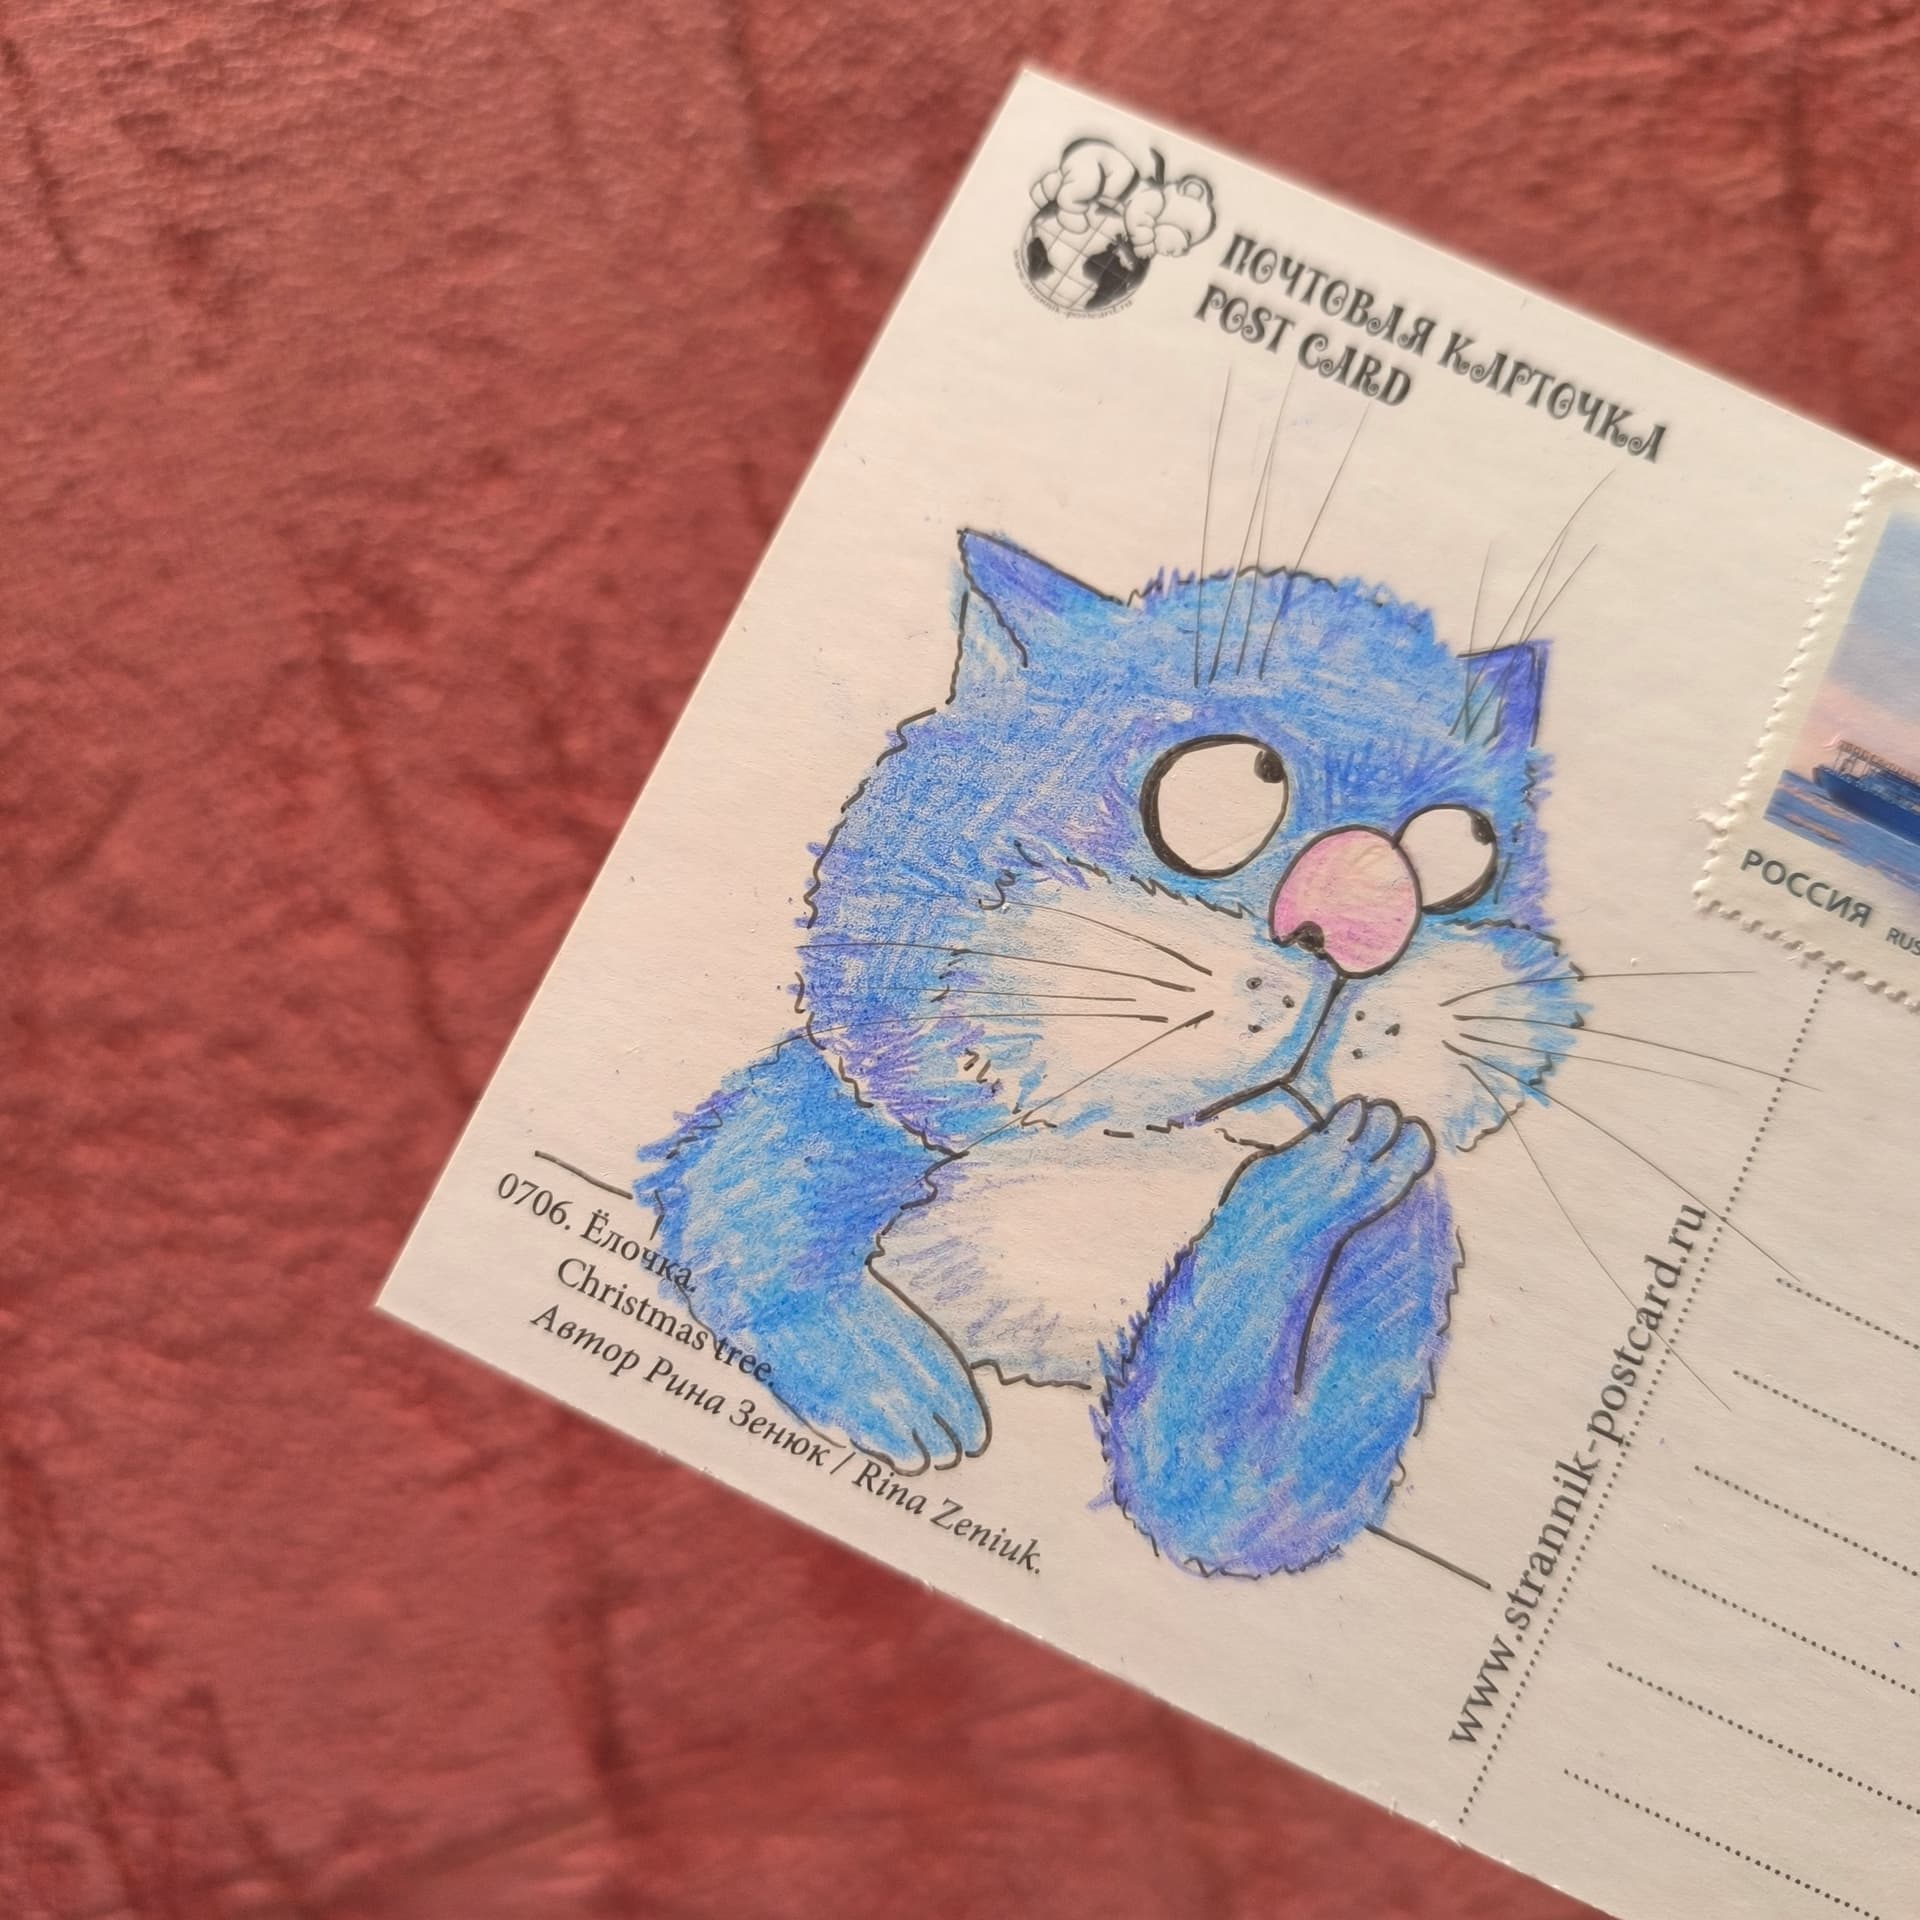 ПОЧТОВАЯ КАРТОЧКА
POST CARD
РОССИЯ
0706. Ёлочка.
Christmas tree.
Автор Рина Зенюк / Rina Zeniuk.
www.strannik-postcard.ru